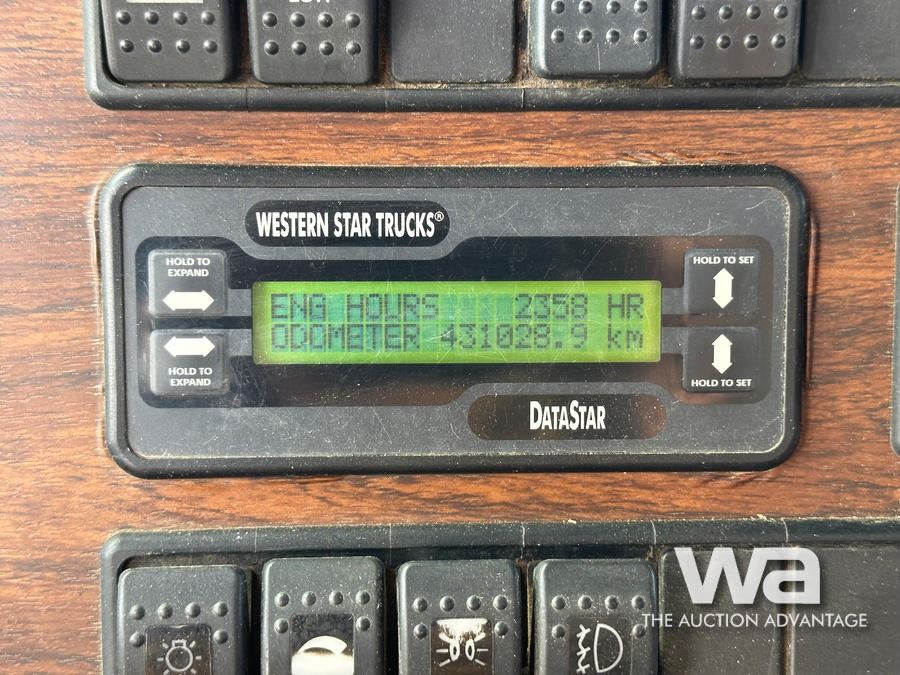 WESTERN STAR TRUCKS®
HOLD TO EXPAND
HOLD TO SET
ENG HOURS 2358 HR
ODOMETER 431028.9 km
HOLD TO EXPAND
HOLD TO SET
DATASTAR
wa
THE AUCTION ADVANTAGE